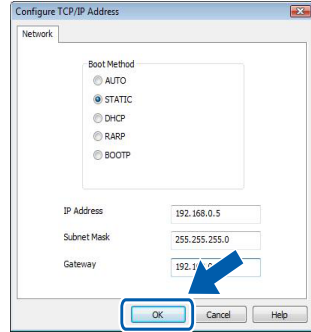 Configure TCP/IP Address
Network
Boot Method
AUTO
STATIC
DHCP
RARP
BOOTP
IP Address 192.168.0.5
Subnet Mask 255.255.255.0
Gateway
OK Cancel Help